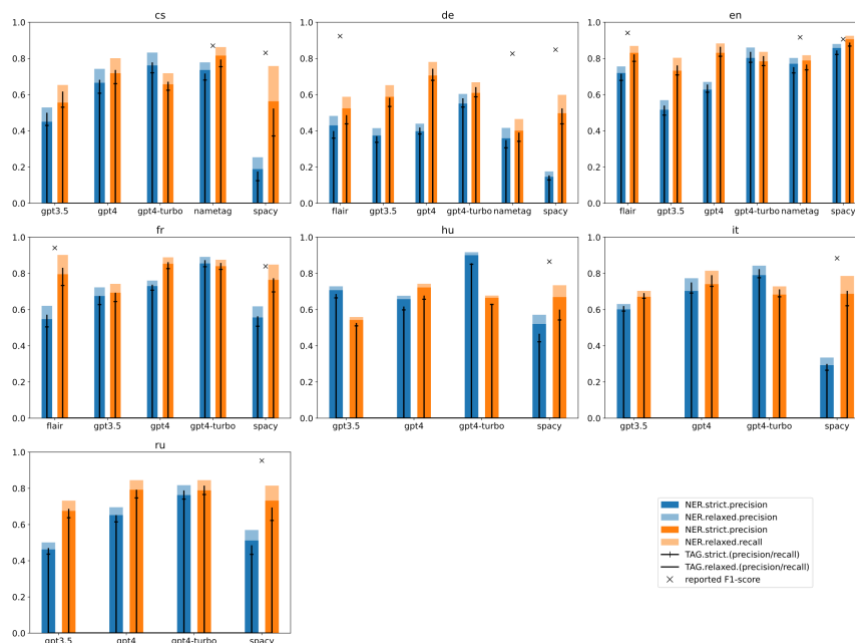 cs
1.0
0.8
0.6
0.4
0.2
0.0
gpt3.5 gpt4 gpt4-turbo nametag spacy
de
1.0
0.8
0.6
0.4
0.2
0.0
flair gpt3.5 gpt4 gpt4-turbo nametag spacy
en
1.0
0.8
0.6
0.4
0.2
0.0
flair gpt3.5 gpt4 gpt4-turbo nametag spacy
fr
1.0
0.8
0.6
0.4
0.2
0.0
flair gpt3.5 gpt4 gpt4-turbo spacy
hu
1.0
0.8
0.6
0.4
0.2
0.0
gpt3.5 gpt4 gpt4-turbo spacy
it
1.0
0.8
0.6
0.4
0.2
0.0
gpt3.5 gpt4 gpt4-turbo spacy
ru
1.0
0.8
0.6
0.4
0.2
0.0
gpt3.5 gpt4 gpt4-turbo spacy
NER.strict.precision
NER.relaxed.precision
NER.strict.precision
NER.relaxed.recall
TAG.strict.(precision/recall)
TAG.relaxed.(precision/recall)
reported F1-score